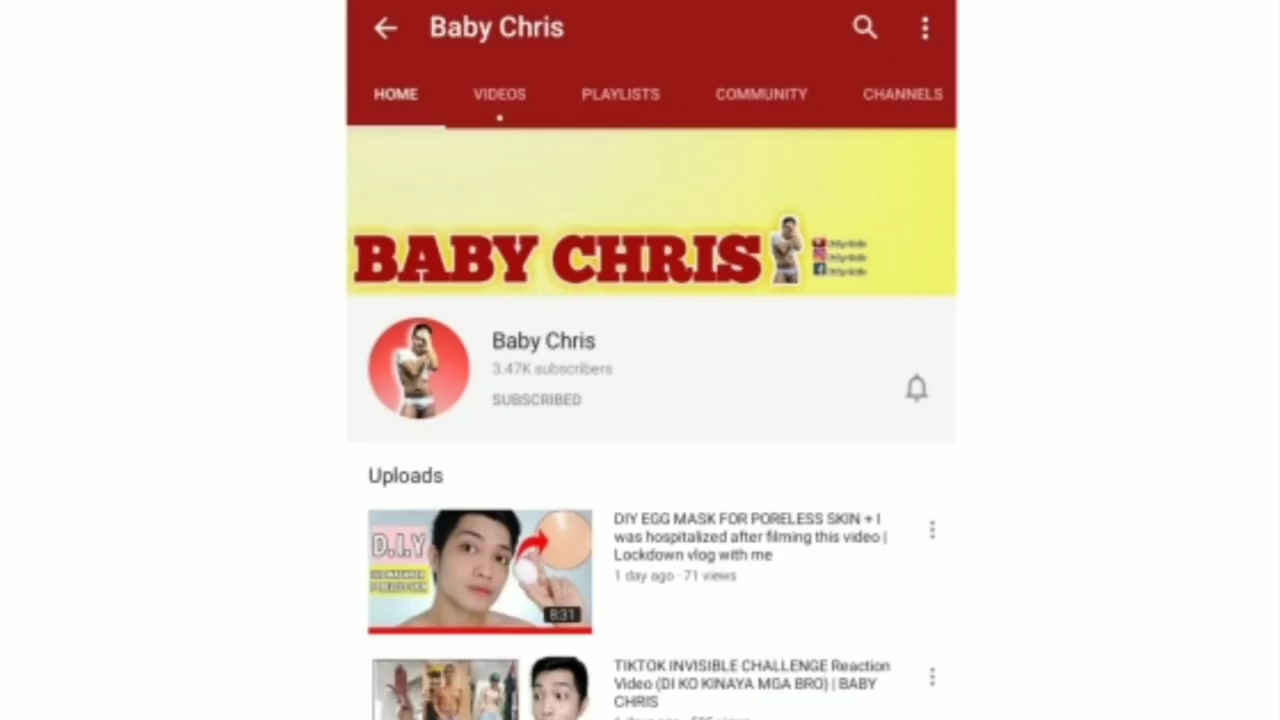 Baby Chris
HOME VIDEOS PLAYLISTS COMMUNITY CHANNELS
BABY CHRIS
Baby Chris
3.47K subscribers
SUBSCRIBED
Uploads
D.I.Y
8:31
DIY EGG MASK FOR PORELESS SKIN + I
was hospitalized after filming this video |
Lockdown vlog with me
1 day ago · 71 views
TIKTOK INVISIBLE CHALLENGE Reaction
Video (DI KO KINAYA MGA BRO) | BABY
CHRIS